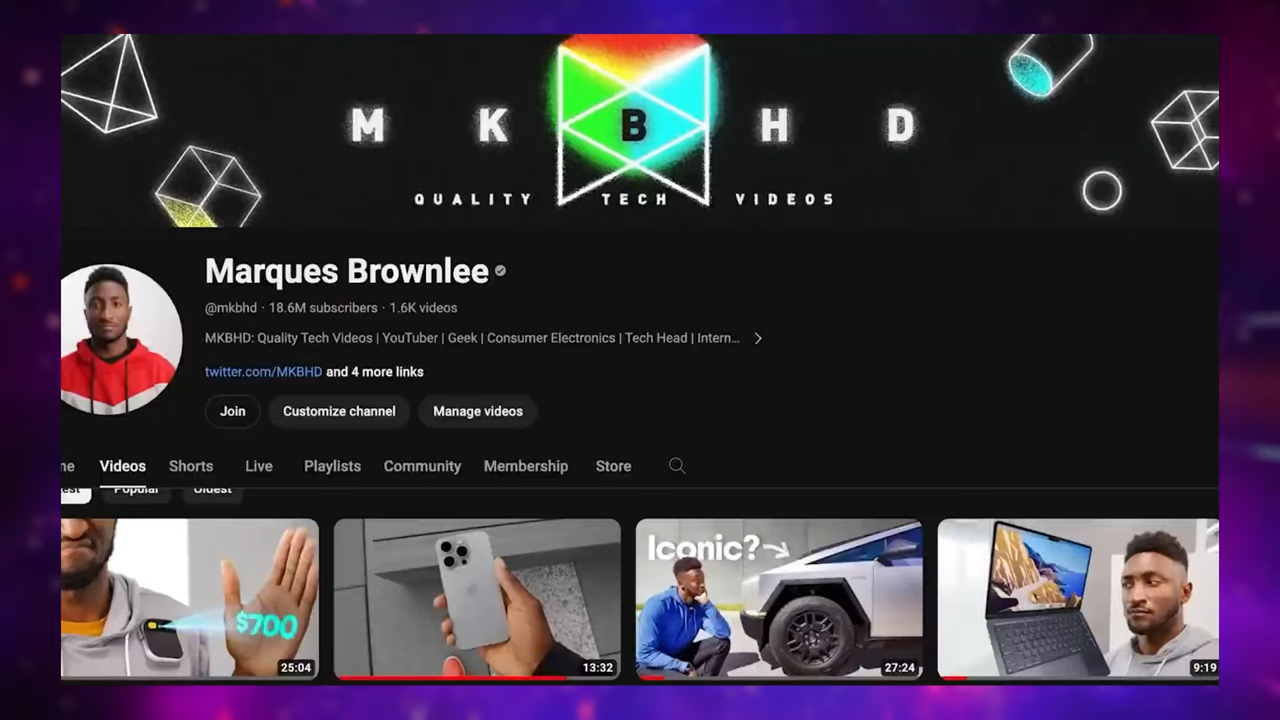 M K B H D
QUALITY TECH VIDEOS
Marques Brownlee
@mkbhd · 18.6M subscribers · 1.6K videos
MKBHD: Quality Tech Videos | YouTuber | Geek | Consumer Electronics | Tech Head | Intern...
twitter.com/MKBHD and 4 more links
Join Customize channel Manage videos
Videos Shorts Live Playlists Community Membership Store
Popular Oldest
Iconic?
$700
25:04 13:32 27:24 9:19